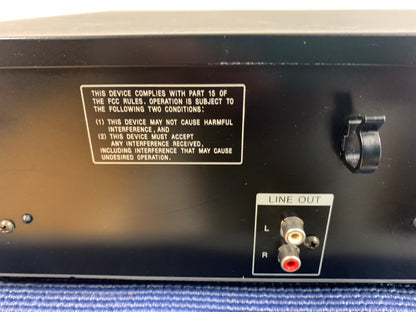 THIS DEVICE COMPLIES WITH PART 15 OF
THE FCC RULES. OPERATION IS SUBJECT TO
THE FOLLOWING TWO CONDITIONS:
(1) THIS DEVICE MAY NOT CAUSE HARMFUL
INTERFERENCE, AND
(2) THIS DEVICE MUST ACCEPT
ANY INTERFERENCE RECEIVED,
INCLUDING INTERFERENCE THAT MAY CAUSE
UNDESIRED OPERATION.
LINE OUT
L
R